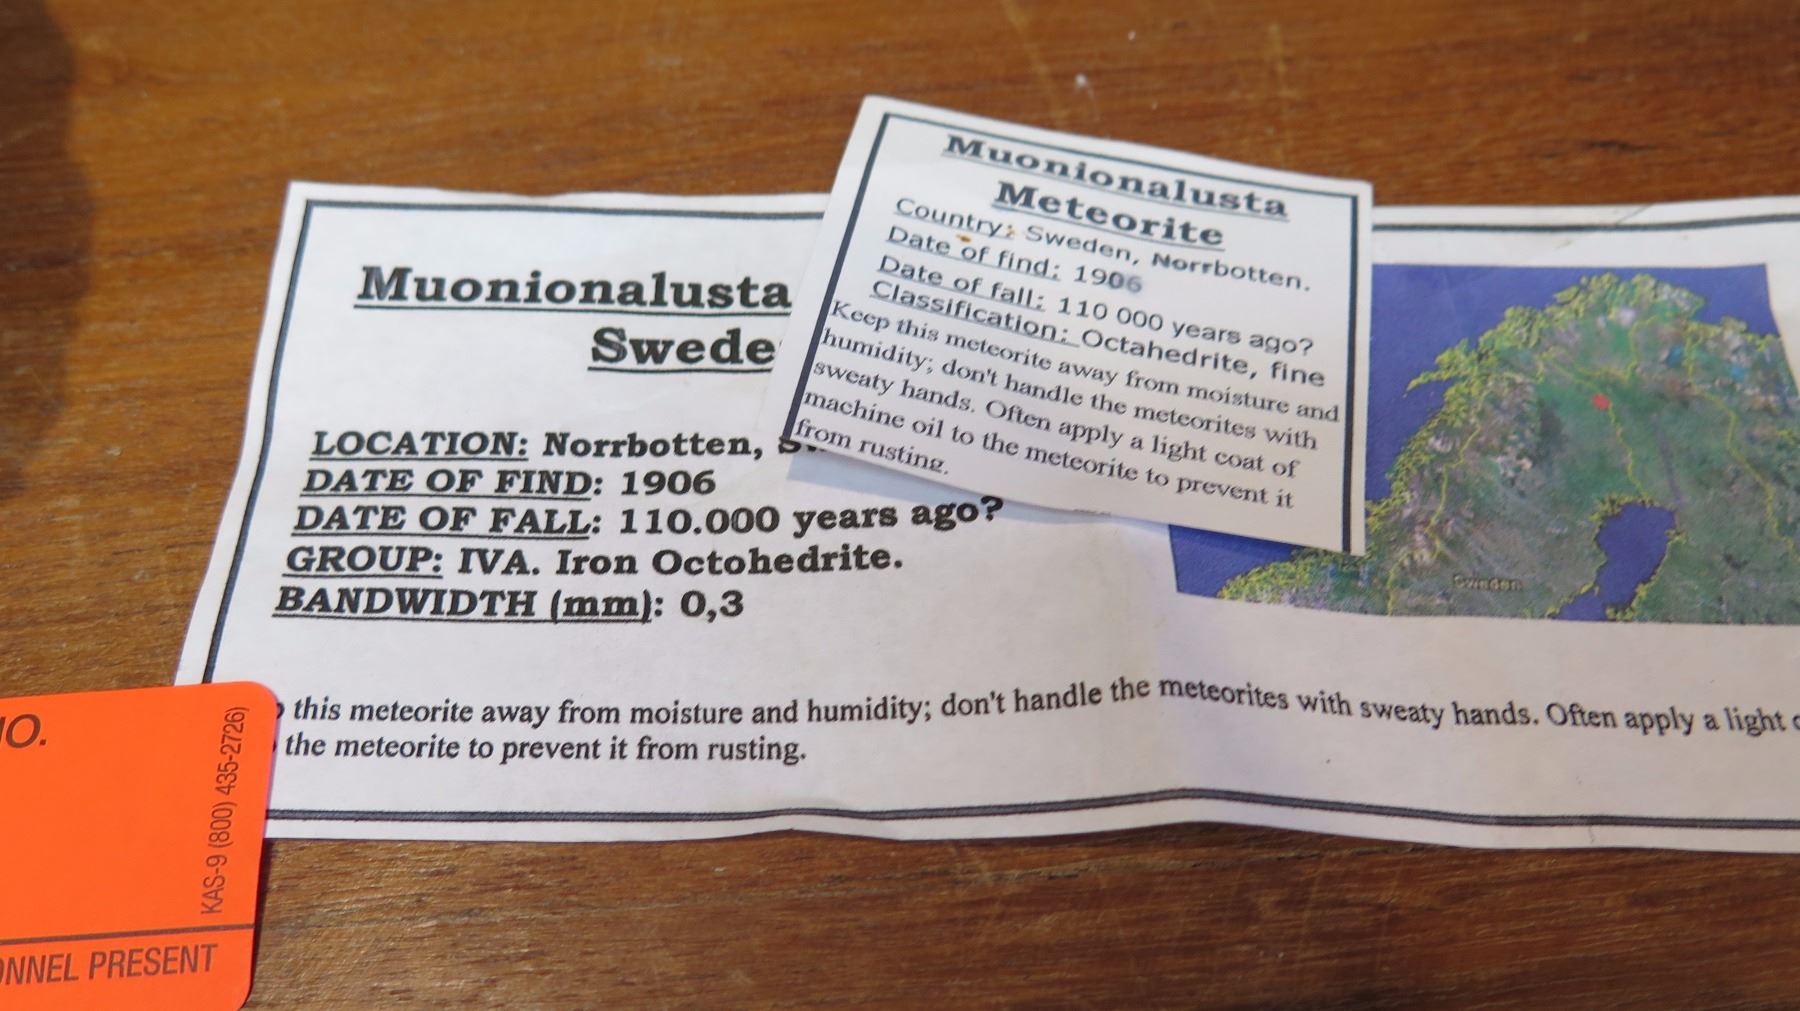 Muonionalusta
Meteorite
Country: Sweden, Norrbotten.
Date of find: 1906
Date of fall: 110 000 years ago?
Classification: Octahedrite, fine
Keep this meteorite away from moisture and
humidity; don't handle the meteorites with
sweaty hands. Often apply a light coat of
machine oil to the meteorite to prevent it
from rusting.
Muonionalusta
Swede
LOCATION: Norrbotten,
DATE OF FIND: 1906
DATE OF FALL: 110.000 years ago?
GROUP: IVA. Iron Octohedrite.
BANDWIDTH (mm): 0,3
this meteorite away from moisture and humidity; don't handle the meteorites with sweaty hands. Often apply a light
the meteorite to prevent it from rusting.
Sweden
IO.
KAS-9 (800) 435-2726)
ONNEL PRESENT